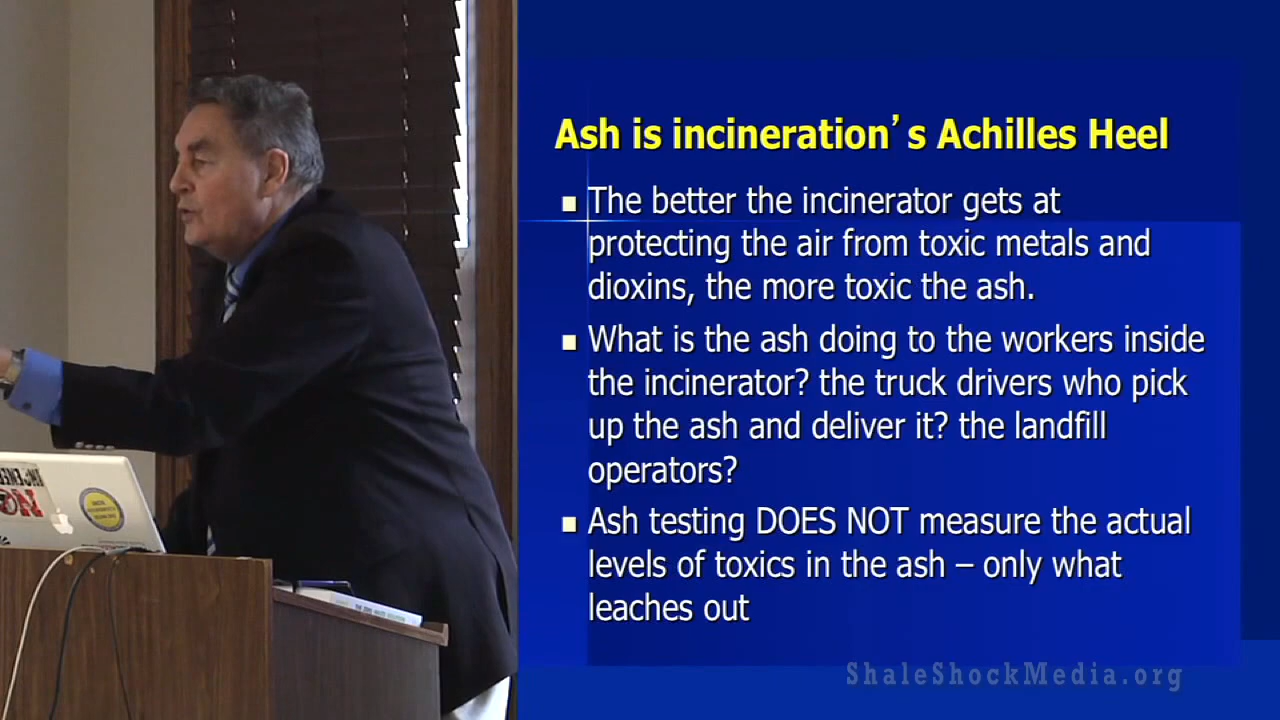 Ash is incineration’s Achilles Heel
The better the incinerator gets at
protecting the air from toxic metals and
dioxins, the more toxic the ash.
What is the ash doing to the workers inside
the incinerator? the truck drivers who pick
up the ash and deliver it? the landfill
operators?
Ash testing DOES NOT measure the actual
levels of toxics in the ash – only what
leaches out
ShaleShockMedia.org